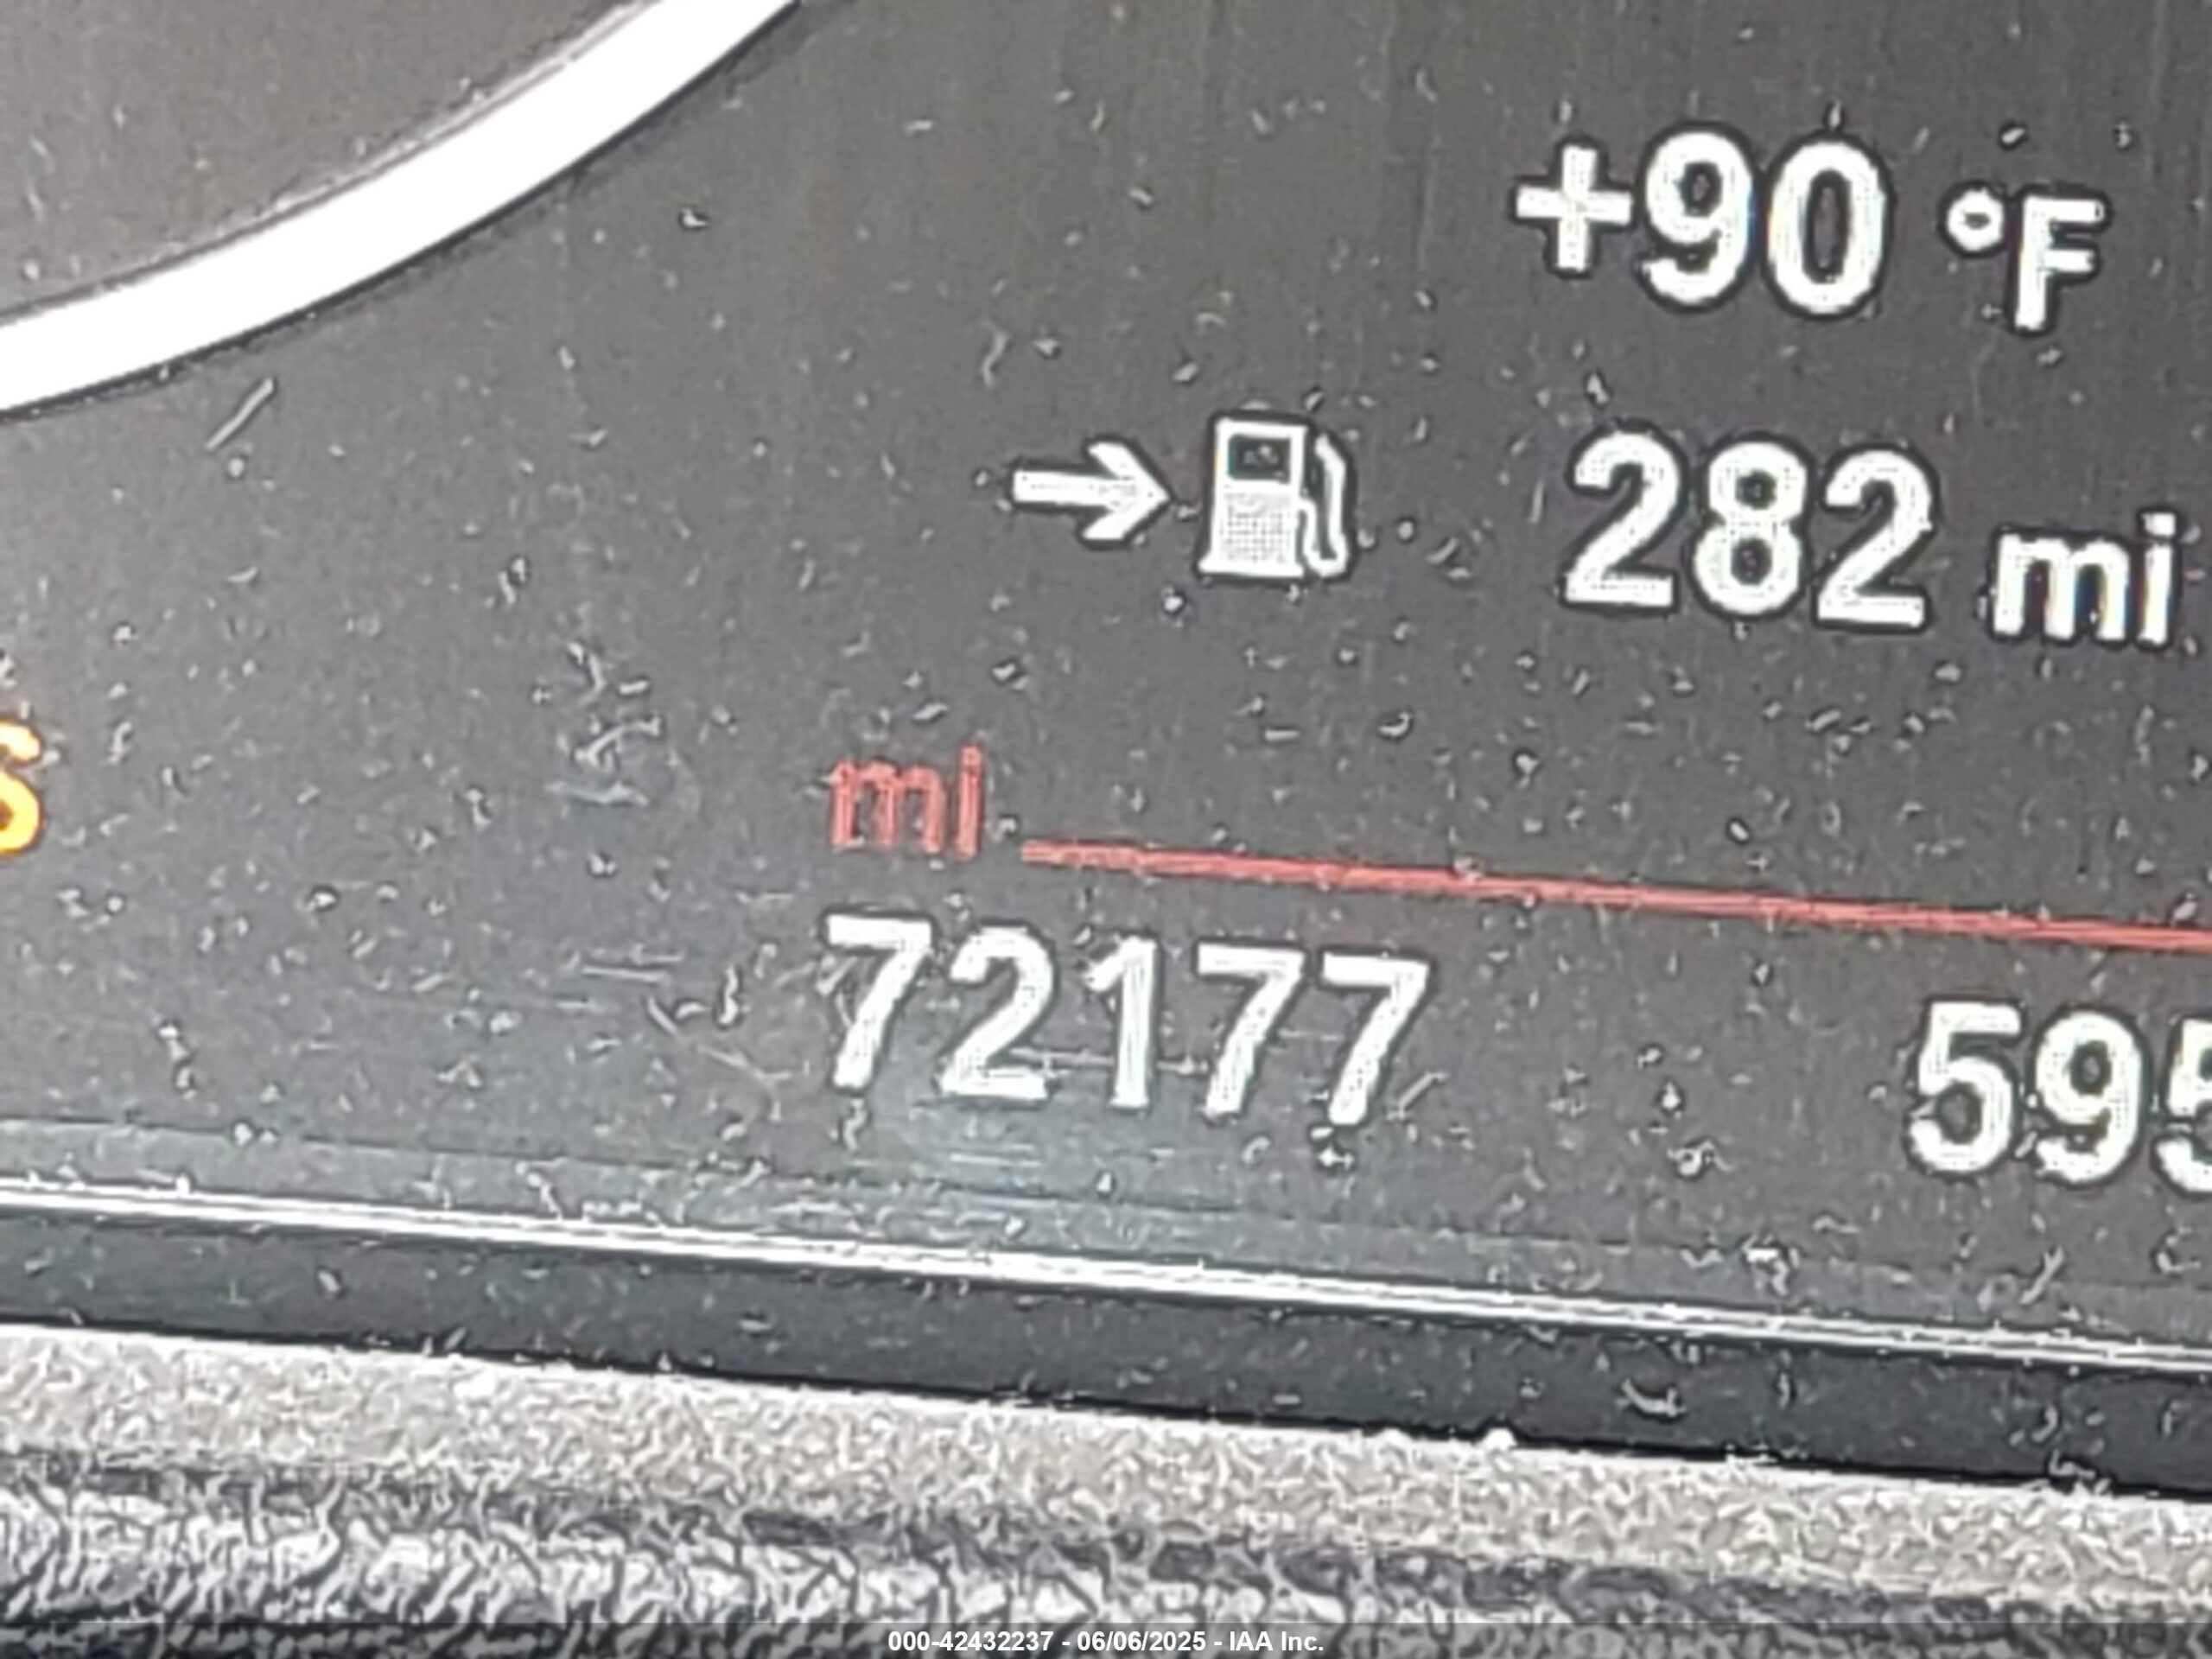 +90 °F
282 mi
mi
72177 595
000-42432237 - 06/06/2025 - IAA Inc.